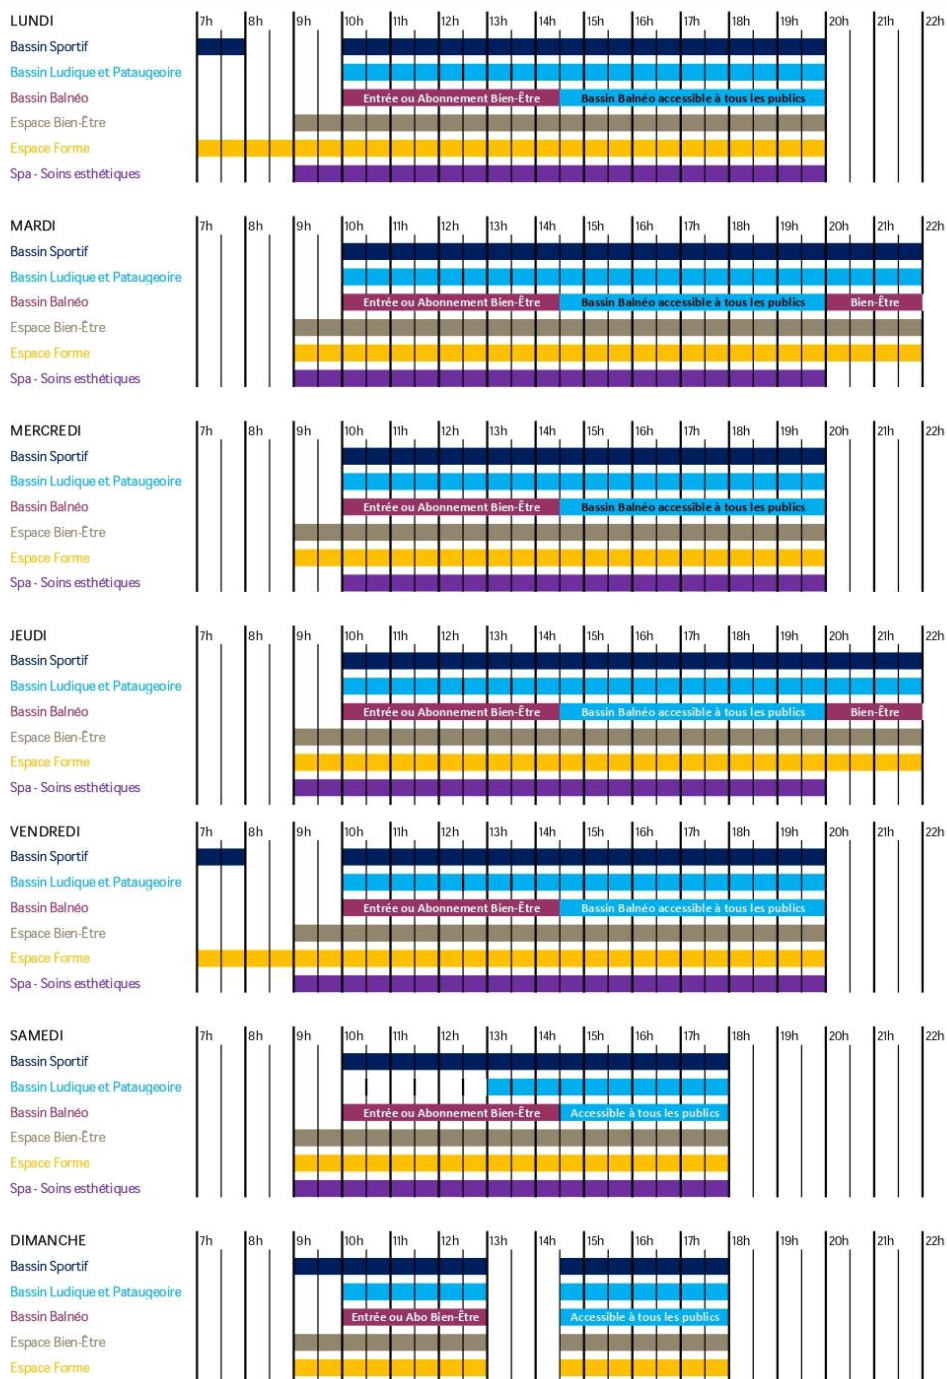 LUNDI 7h 8h 9h 10h 11h 12h 13h 14h 15h 16h 17h 18h 19h 20h 21h 22h
Bassin Sportif
Bassin Ludique et Pataugeoire
Bassin Balnéo Entrée ou Abonnement Bien-Être Bassin Balnéo accessible à tous les publics
Espace Bien-Être
Espace Forme
Spa - Soins esthétiques
MARDI 7h 8h 9h 10h 11h 12h 13h 14h 15h 16h 17h 18h 19h 20h 21h 22h
Bassin Sportif
Bassin Ludique et Pataugeoire
Bassin Balnéo Entrée ou Abonnement Bien-Être Bassin Balnéo accessible à tous les publics Bien-Être
Espace Bien-Être
Espace Forme
Spa - Soins esthétiques
MERCREDI 7h 8h 9h 10h 11h 12h 13h 14h 15h 16h 17h 18h 19h 20h 21h 22h
Bassin Sportif
Bassin Ludique et Pataugeoire
Bassin Balnéo Entrée ou Abonnement Bien-Être Bassin Balnéo accessible à tous les publics
Espace Bien-Être
Espace Forme
Spa - Soins esthétiques
JEUDI 7h 8h 9h 10h 11h 12h 13h 14h 15h 16h 17h 18h 19h 20h 21h 22h
Bassin Sportif
Bassin Ludique et Pataugeoire
Bassin Balnéo Entrée ou Abonnement Bien-Être Bassin Balnéo accessible à tous les publics Bien-Être
Espace Bien-Être
Espace Forme
Spa - Soins esthétiques
VENDREDI 7h 8h 9h 10h 11h 12h 13h 14h 15h 16h 17h 18h 19h 20h 21h 22h
Bassin Sportif
Bassin Ludique et Pataugeoire
Bassin Balnéo Entrée ou Abonnement Bien-Être Bassin Balnéo accessible à tous les publics
Espace Bien-Être
Espace Forme
Spa - Soins esthétiques
SAMEDI 7h 8h 9h 10h 11h 12h 13h 14h 15h 16h 17h 18h 19h 20h 21h 22h
Bassin Sportif
Bassin Ludique et Pataugeoire
Bassin Balnéo Entrée ou Abonnement Bien-Être Accessible à tous les publics
Espace Bien-Être
Espace Forme
Spa - Soins esthétiques
DIMANCHE 7h 8h 9h 10h 11h 12h 13h 14h 15h 16h 17h 18h 19h 20h 21h 22h
Bassin Sportif
Bassin Ludique et Pataugeoire
Bassin Balnéo Entrée ou Abo Bien-Être Accessible à tous les publics
Espace Bien-Être
Espace Forme